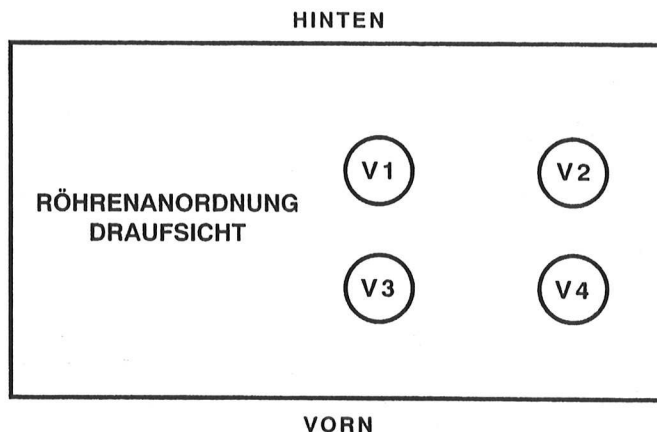 HINTEN
V1 V2
RÖHRENANORDNUNG
DRAUFSICHT
V3 V4
VORN